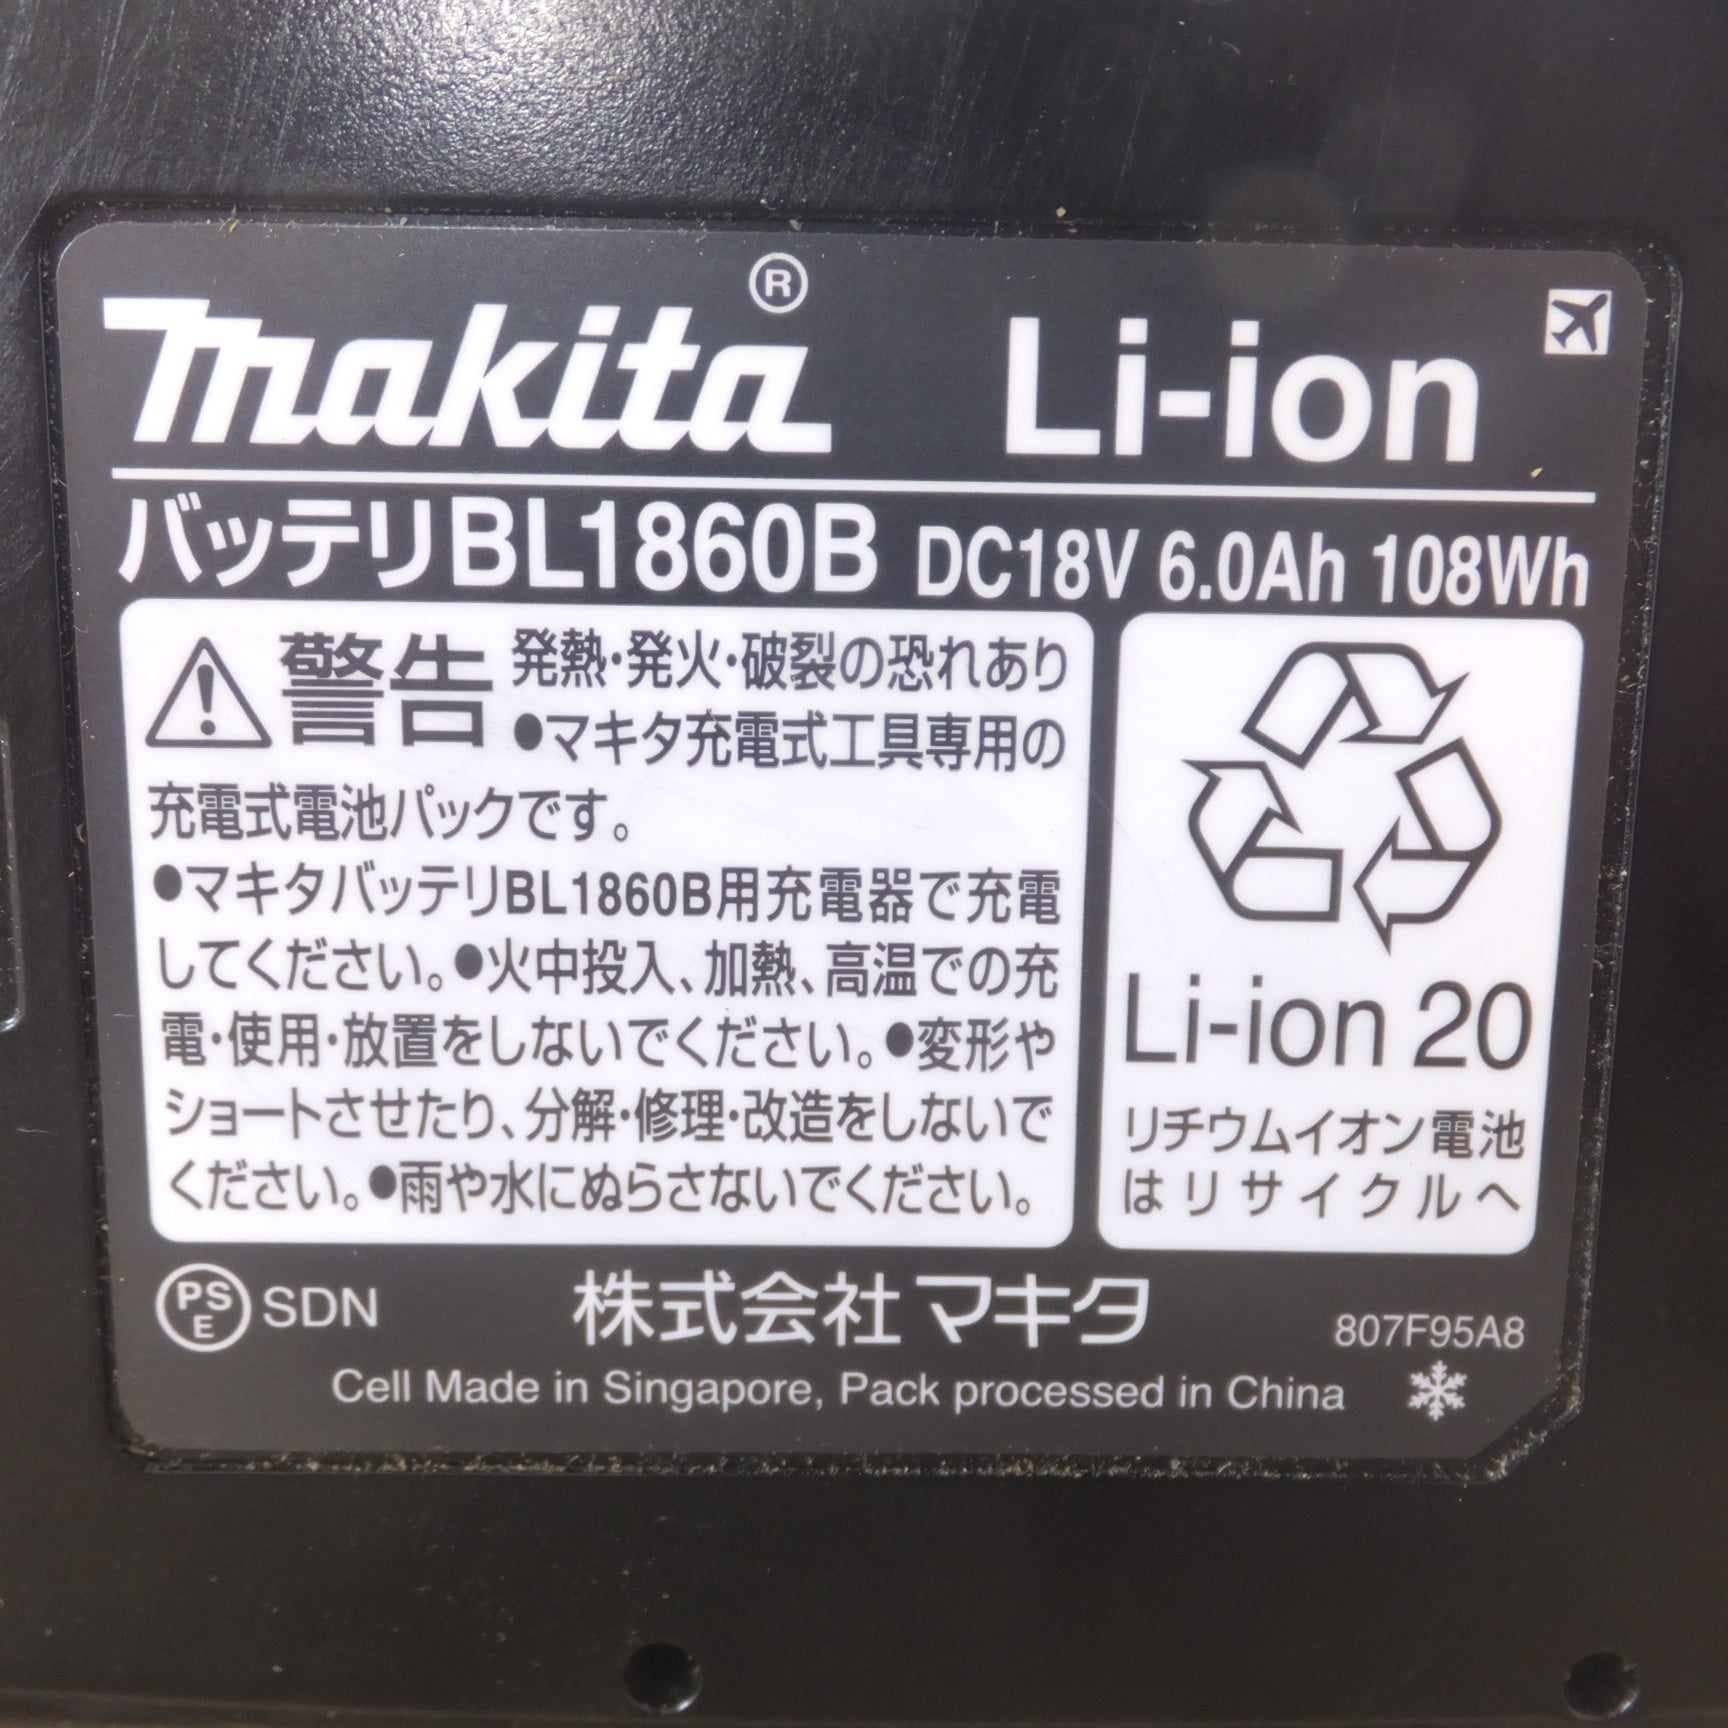 makita® Li-ion
バッテリBL1860B DC18V 6.0Ah 108Wh
警告 発熱・発火・破裂の恐れあり
●マキタ充電式工具専用の
充電式電池パックです。
●マキタバッテリBL1860B用充電器で充電
してください。●火中投入、加熱、高温での充
電・使用・放置をしないでください。●変形や
ショートさせたり、分解・修理・改造をしないで
ください。●雨や水にぬらさないでください。
Li-ion 20
リチウムイオン電池
はリサイクルへ
PSE SDN 株式会社マキタ 807F95A8
Cell Made in Singapore, Pack processed in China